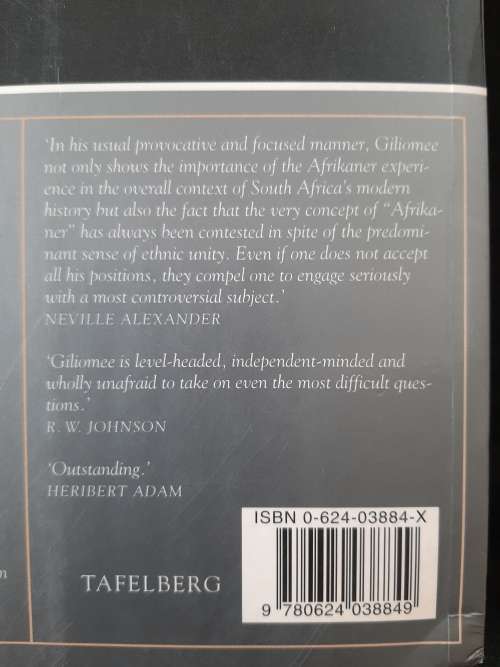 'In his usual provocative and focused manner, Giliomee
not only shows the importance of the Afrikaner experi-
ence in the overall context of South Africa's modern
history but also the fact that the very concept of "Afrika-
ner" has always been contested in spite of the predomi-
nant sense of ethnic unity. Even if one does not accept
all his positions, they compel one to engage seriously
with a most controversial subject.'
NEVILLE ALEXANDER
'Giliomee is level-headed, independent-minded and
wholly unafraid to take on even the most difficult ques-
tions.'
R.W. JOHNSON
'Outstanding.'
HERIBERT ADAM
ISBN 0-624-03884-X
TAFELBERG
9 780624 038849